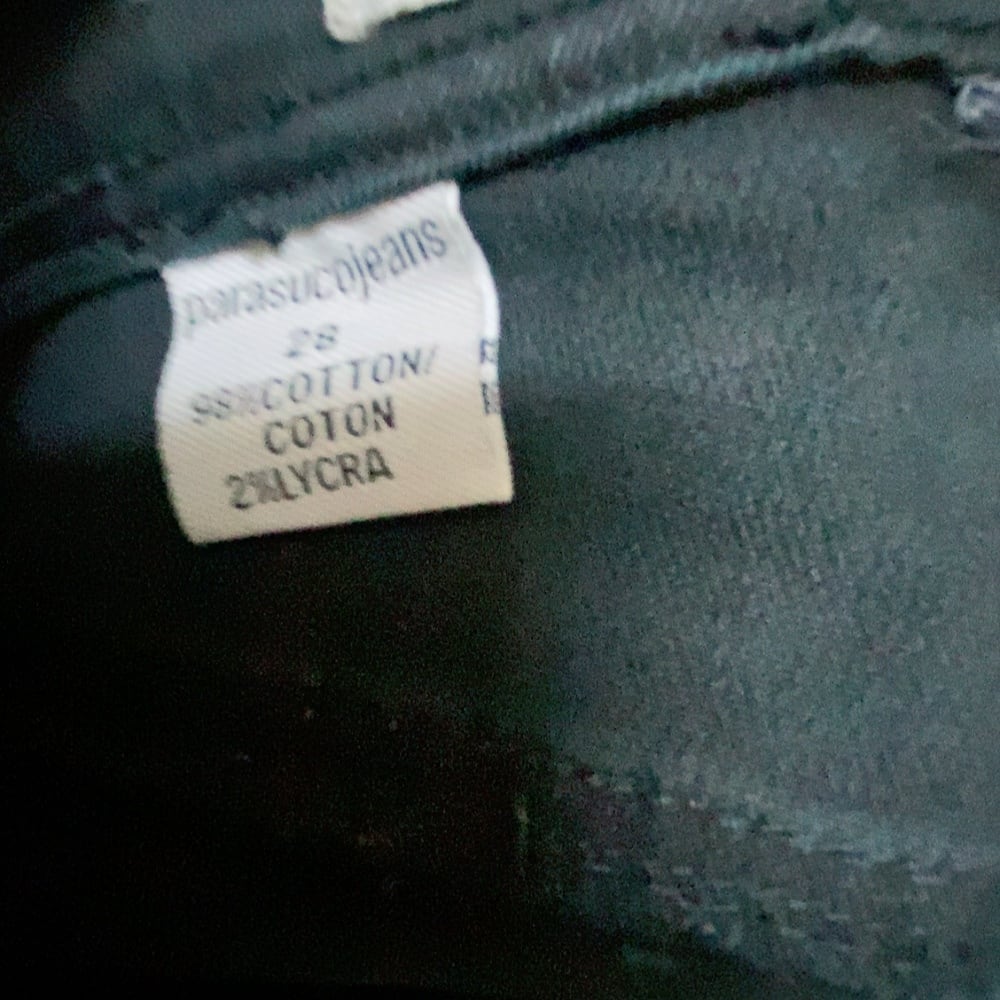 parasucojeans
28
98%COTTON/
COTON
2%LYCRA